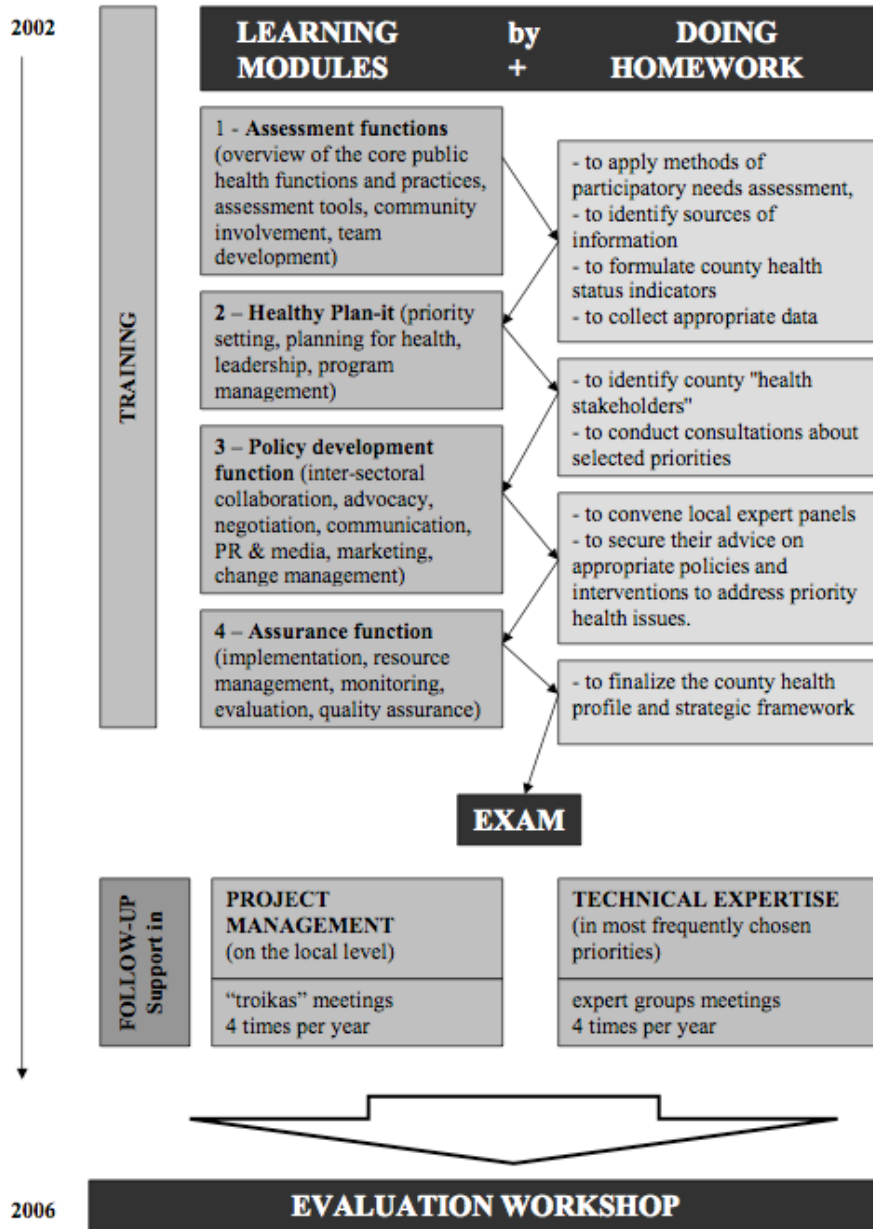 2002
LEARNING by DOING
MODULES + HOMEWORK
TRAINING
1 - Assessment functions
(overview of the core public
health functions and practices,
assessment tools, community
involvement, team
development)
- to apply methods of
participatory needs assessment,
- to identify sources of
information
- to formulate county health
status indicators
- to collect appropriate data
2 – Healthy Plan-it (priority
setting, planning for health,
leadership, program
management)
- to identify county "health
stakeholders"
- to conduct consultations about
selected priorities
3 – Policy development
function (inter-sectoral
collaboration, advocacy,
negotiation, communication,
PR & media, marketing,
change management)
- to convene local expert panels
- to secure their advice on
appropriate policies and
interventions to address priority
health issues.
4 – Assurance function
(implementation, resource
management, monitoring,
evaluation, quality assurance)
- to finalize the county health
profile and strategic framework
EXAM
FOLLOW-UP
Support in
PROJECT
MANAGEMENT
(on the local level)
“troikas” meetings
4 times per year
TECHNICAL EXPERTISE
(in most frequently chosen
priorities)
expert groups meetings
4 times per year
2006
EVALUATION WORKSHOP